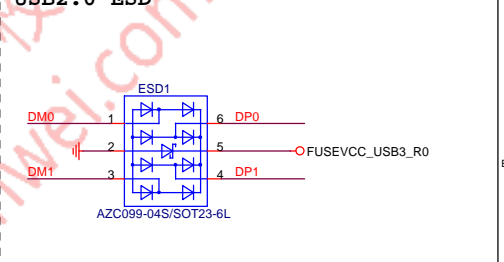 USB2.0 ESD
ESD1
DM0 1 6 DP0
2 5 FUSEVCC_USB3_R0
DM1 3 4 DP1
AZC099-04S/SOT23-6L